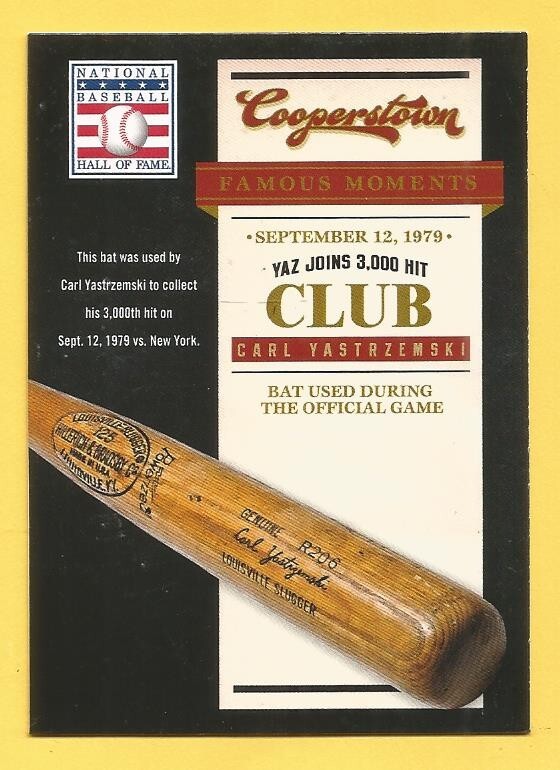 NATIONAL
BASEBALL
HALL OF FAME
Cooperstown
FAMOUS MOMENTS
•SEPTEMBER 12, 1979•
YAZ JOINS 3,000 HIT
CLUB
CARL YASTRZEMSKI
BAT USED DURING
THE OFFICIAL GAME
This bat was used by
Carl Yastrzemski to collect
his 3,000th hit on
Sept. 12, 1979 vs. New York.
LOUISVILLE SLUGGER
125
HILLERICH & BRADSBY CO
MADE IN U.S.A.
LOUISVILLE, KY.
Powerized
GENUINE R206
Carl Yastrzemski
LOUISVILLE SLUGGER